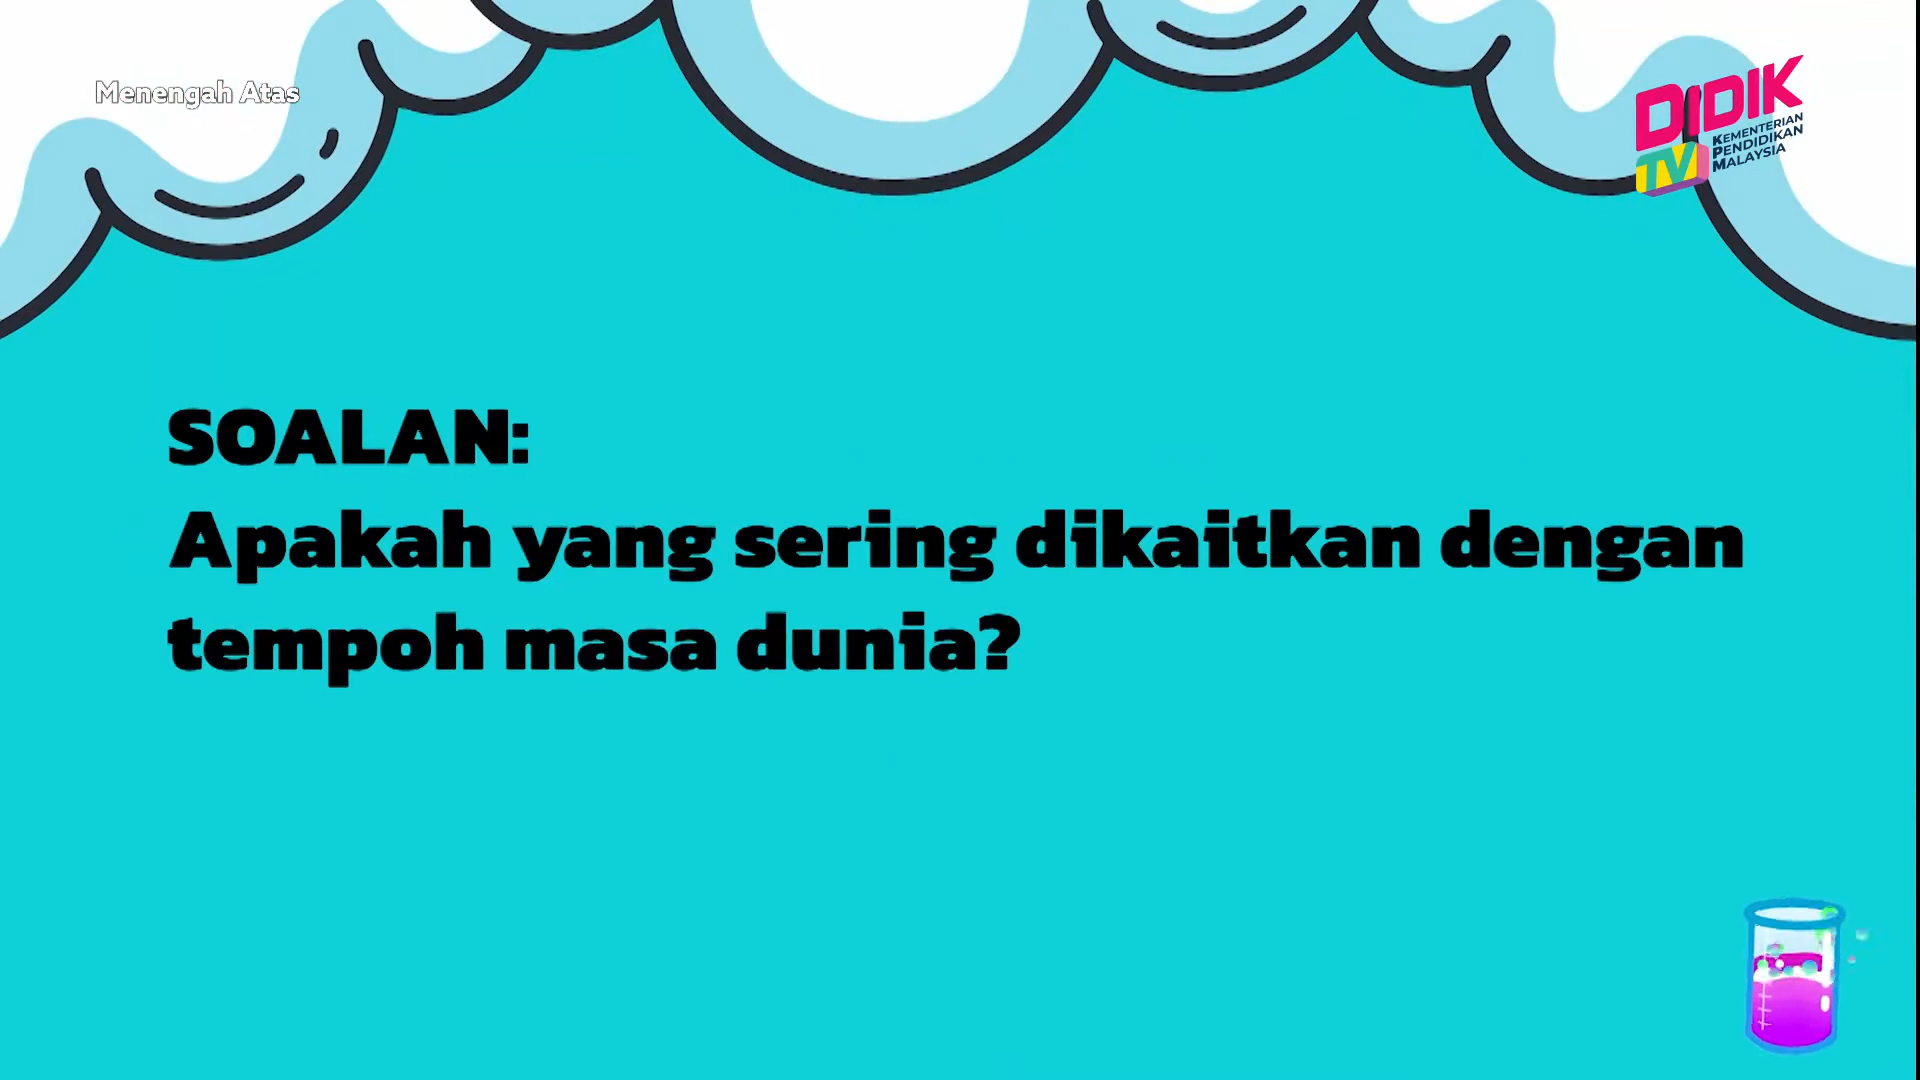 Menengah Atas
DIDIK
TV
KEMENTERIAN
PENDIDIKAN
MALAYSIA
SOALAN:
Apakah yang sering dikaitkan dengan
tempoh masa dunia?